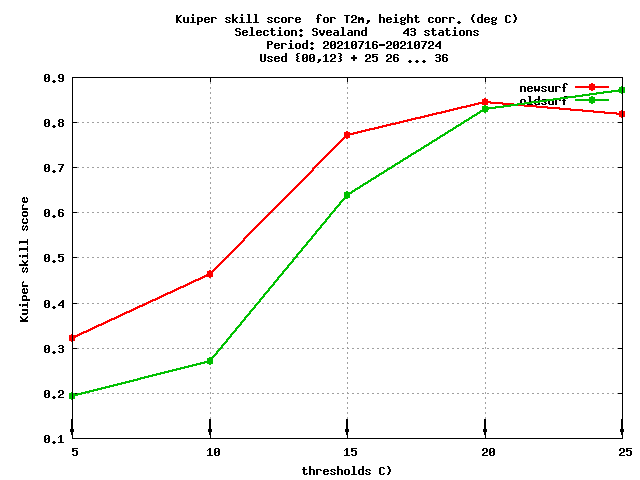 Kuiper skill score  for T2m, height corr. (deg C)
Selection: Svealand     43 stations
Period: 20210716-20210724
Used {00,12} + 25 26 ... 36
0.9
newsurf
oldsurf
0.8
0.7
0.6
0.5
0.4
0.3
0.2
0.1
Kuiper skill score
5 10 15 20 25
thresholds C)